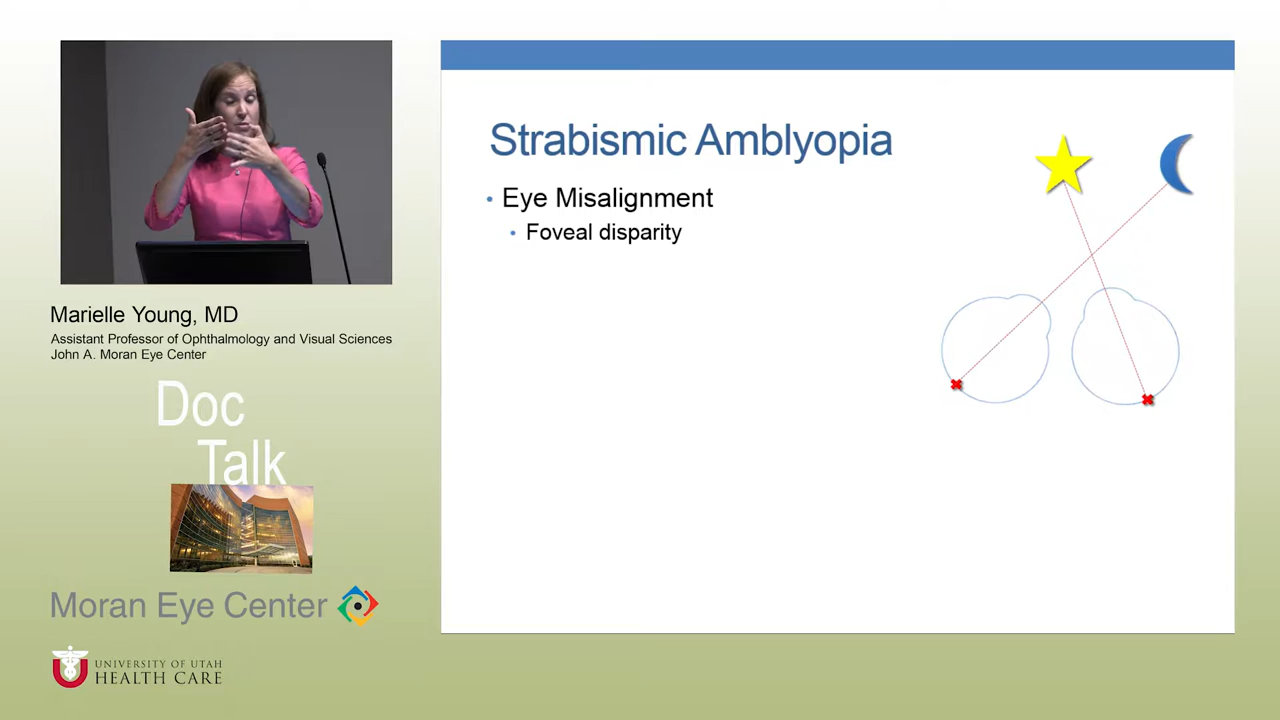 Strabismic Amblyopia
• Eye Misalignment
• Foveal disparity
Marielle Young, MD
Assistant Professor of Ophthalmology and Visual Sciences
John A. Moran Eye Center
Doc
Talk
Moran Eye Center
UNIVERSITY OF UTAH
HEALTH CARE